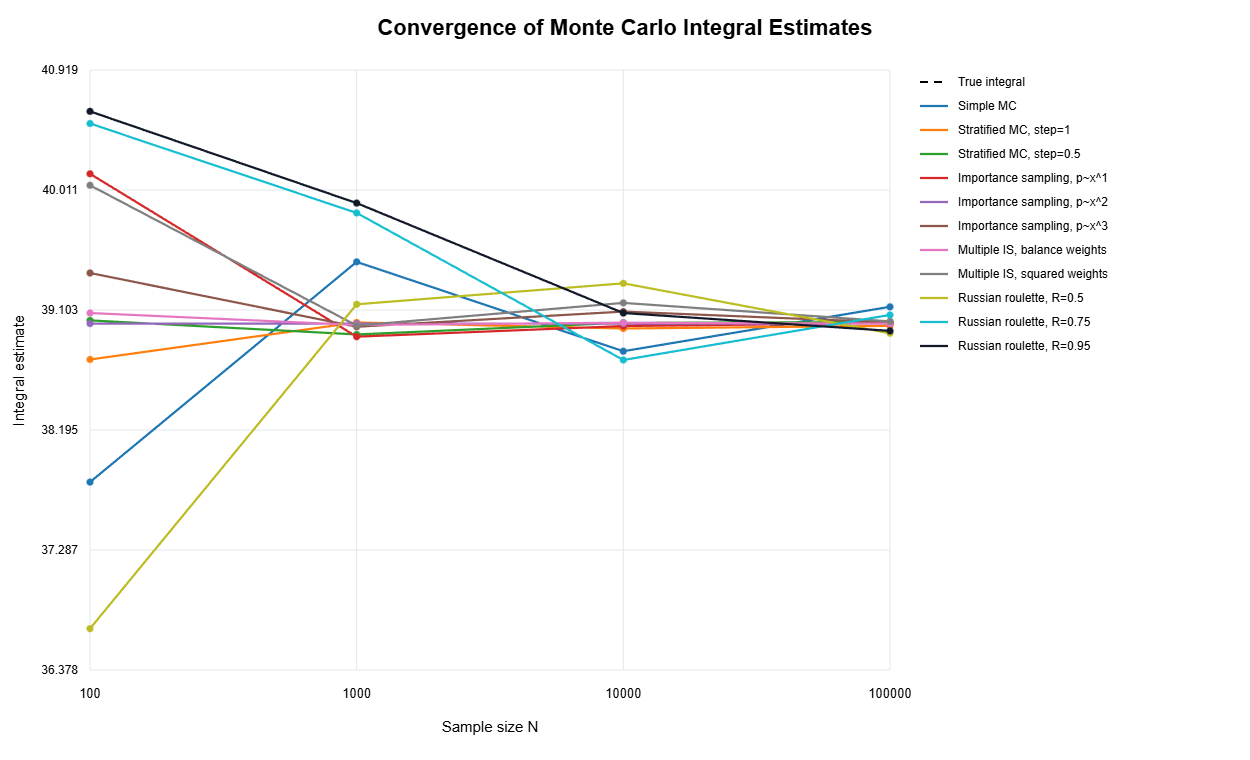 Convergence of Monte Carlo Integral Estimates
40.919
40.011
39.103
38.195
37.287
36.378
Integral estimate
100
1000
10000
100000
Sample size N
True integral
Simple MC
Stratified MC, step=1
Stratified MC, step=0.5
Importance sampling, p~x^1
Importance sampling, p~x^2
Importance sampling, p~x^3
Multiple IS, balance weights
Multiple IS, squared weights
Russian roulette, R=0.5
Russian roulette, R=0.75
Russian roulette, R=0.95